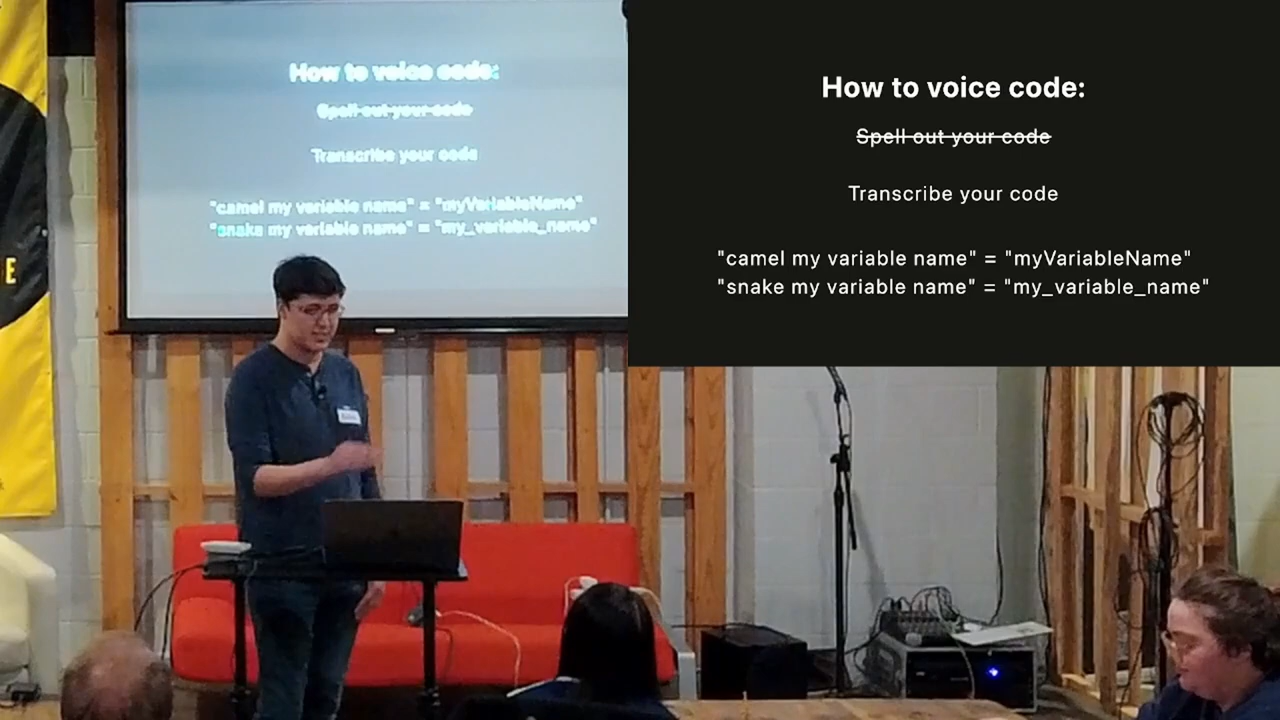 How to voice code:
Spell out your code
Transcribe your code
"camel my variable name" = "myVariableName"
"snake my variable name" = "my_variable_name"
How to voice code:
Spell out your code
Transcribe your code
"camel my variable name" = "myVariableName"
"snake my variable name" = "my_variable_name"
E